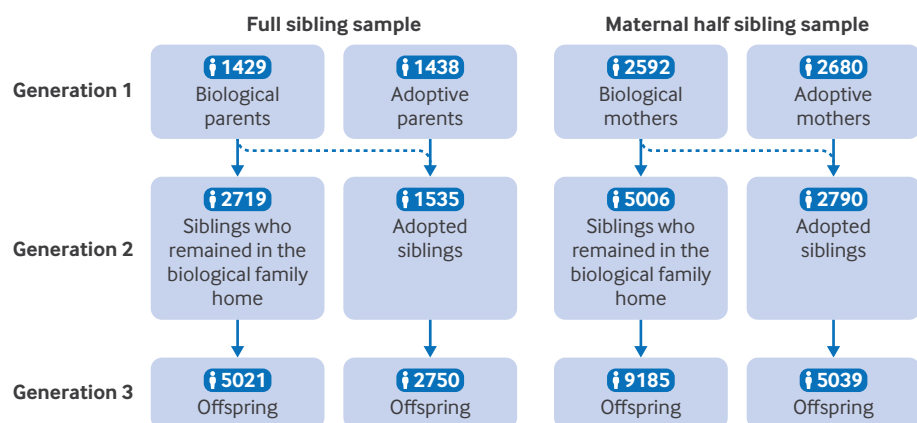 Full sibling sample
Maternal half sibling sample
Generation 1
1429
Biological
parents
1438
Adoptive
parents
2592
Biological
mothers
2680
Adoptive
mothers
Generation 2
2719
Siblings who
remained in the
biological family
home
1535
Adopted
siblings
5006
Siblings who
remained in the
biological family
home
2790
Adopted
siblings
Generation 3
5021
Offspring
2750
Offspring
9185
Offspring
5039
Offspring